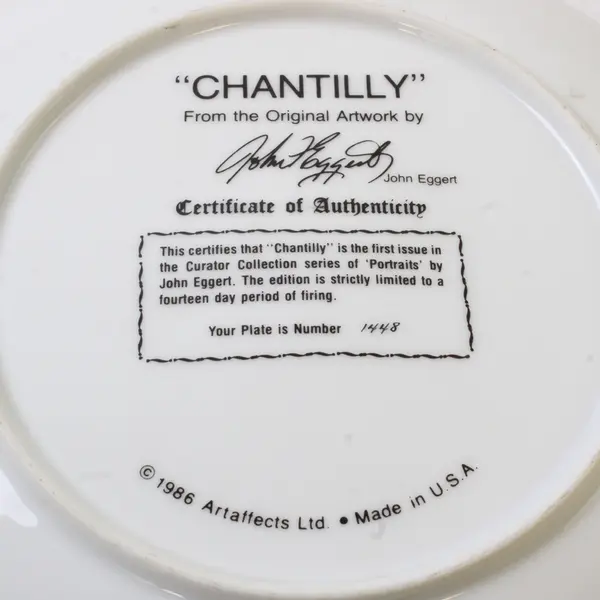 “CHANTILLY”
From the Original Artwork by
John Eggert
John Eggert
Certificate of Authenticity
This certifies that "Chantilly" is the first issue in
the Curator Collection series of 'Portraits' by
John Eggert. The edition is strictly limited to a
fourteen day period of firing.
Your Plate is Number 1448
© 1986 Artaffects Ltd. • Made in U.S.A.